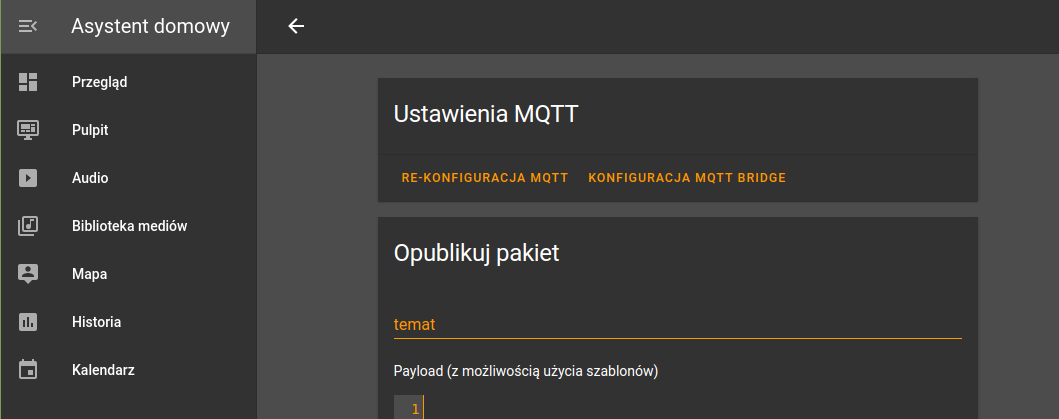 Asystent domowy
Przegląd
Pulpit
Audio
Biblioteka mediów
Mapa
Historia
Kalendarz
Ustawienia MQTT
RE-KONFIGURACJA MQTT KONFIGURACJA MQTT BRIDGE
Opublikuj pakiet
temat
Payload (z możliwością użycia szablonów)
1